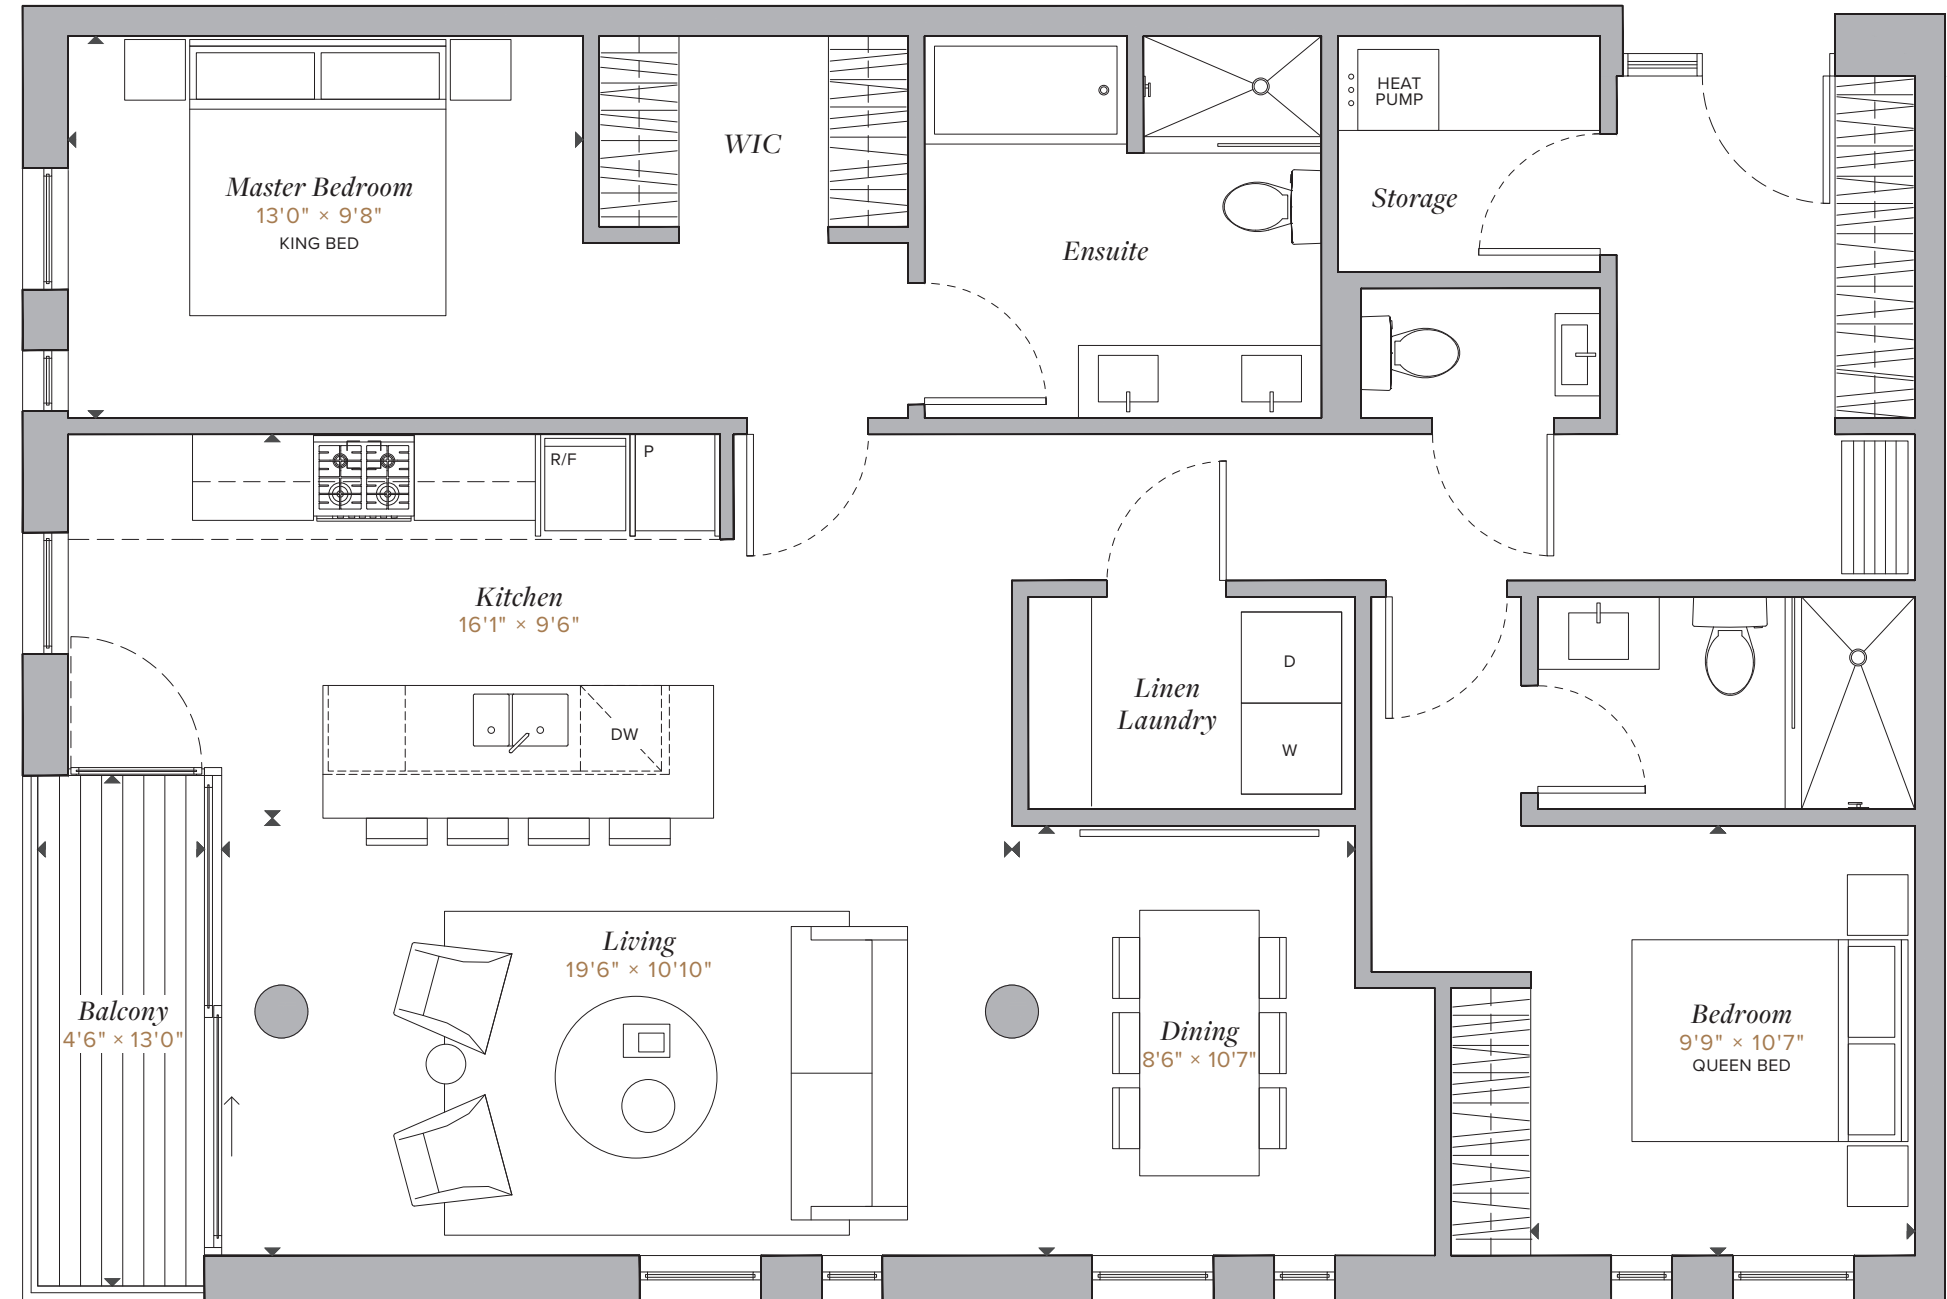 Master Bedroom
13'0" × 9'8"
KING BED
WIC
Ensuite
HEAT
PUMP
Storage
R/F
P
Kitchen
16'1" × 9'6"
DW
Linen
Laundry
D
W
Living
19'6" × 10'10"
Balcony
4'6" × 13'0"
Dining
8'6" × 10'7"
Bedroom
9'9" × 10'7"
QUEEN BED